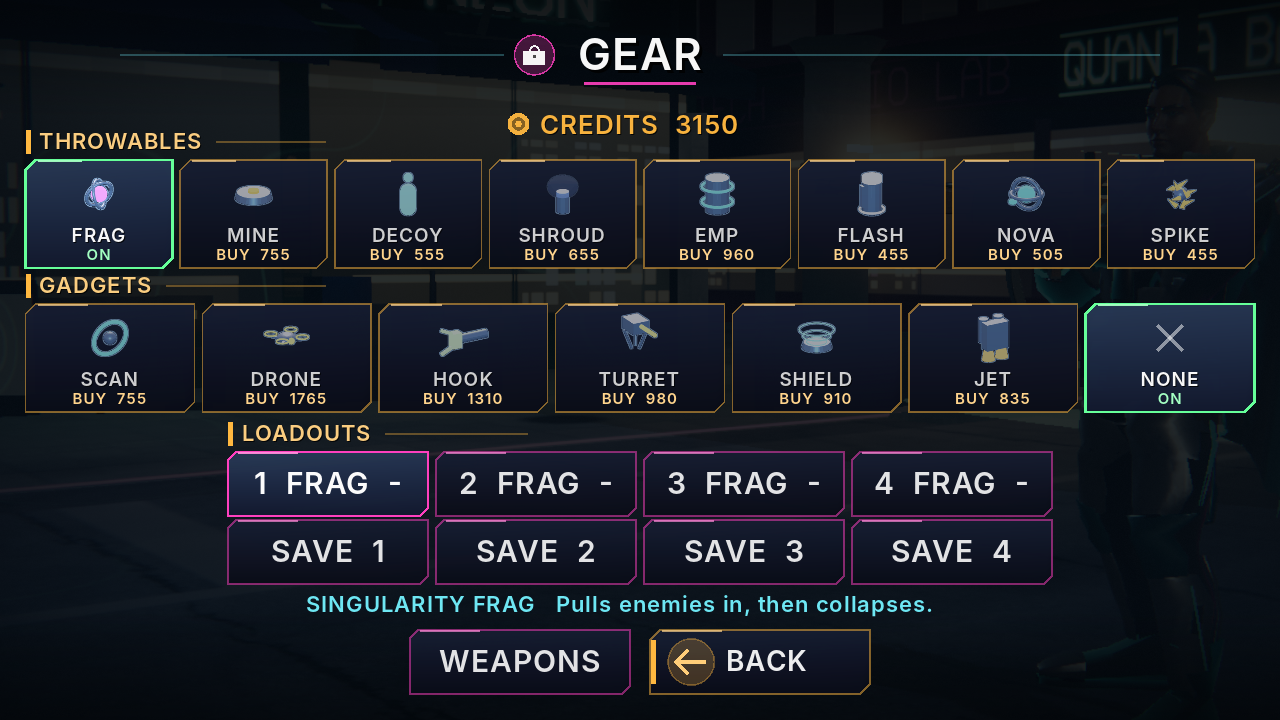 GEAR
CREDITS 3150
THROWABLES
FRAG
ON
MINE
BUY 755
DECOY
BUY 555
SHROUD
BUY 655
EMP
BUY 960
FLASH
BUY 455
NOVA
BUY 505
SPIKE
BUY 455
GADGETS
SCAN
BUY 755
DRONE
BUY 1765
HOOK
BUY 1310
TURRET
BUY 980
SHIELD
BUY 910
JET
BUY 835
NONE
ON
LOADOUTS
1 FRAG -
2 FRAG -
3 FRAG -
4 FRAG -
SAVE 1
SAVE 2
SAVE 3
SAVE 4
SINGULARITY FRAG Pulls enemies in, then collapses.
WEAPONS
BACK